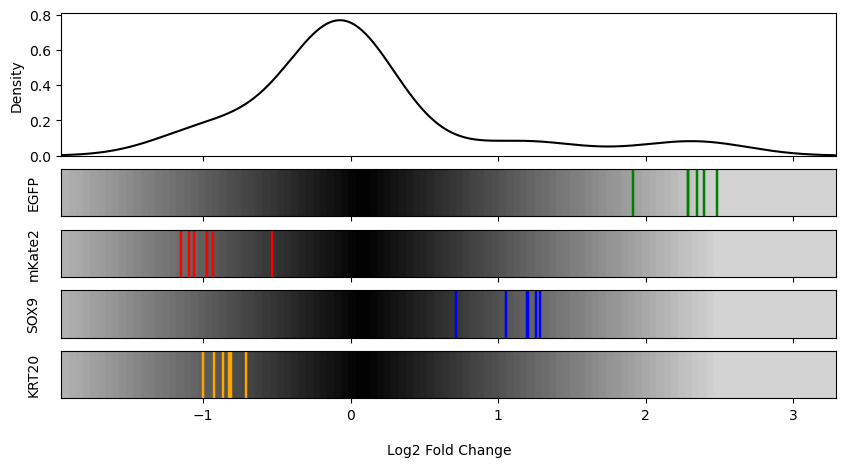 0.8
0.6
0.4
0.2
0.0
Density
EGFP
mKate2
SOX9
KRT20
−1 0 1 2 3
Log2 Fold Change